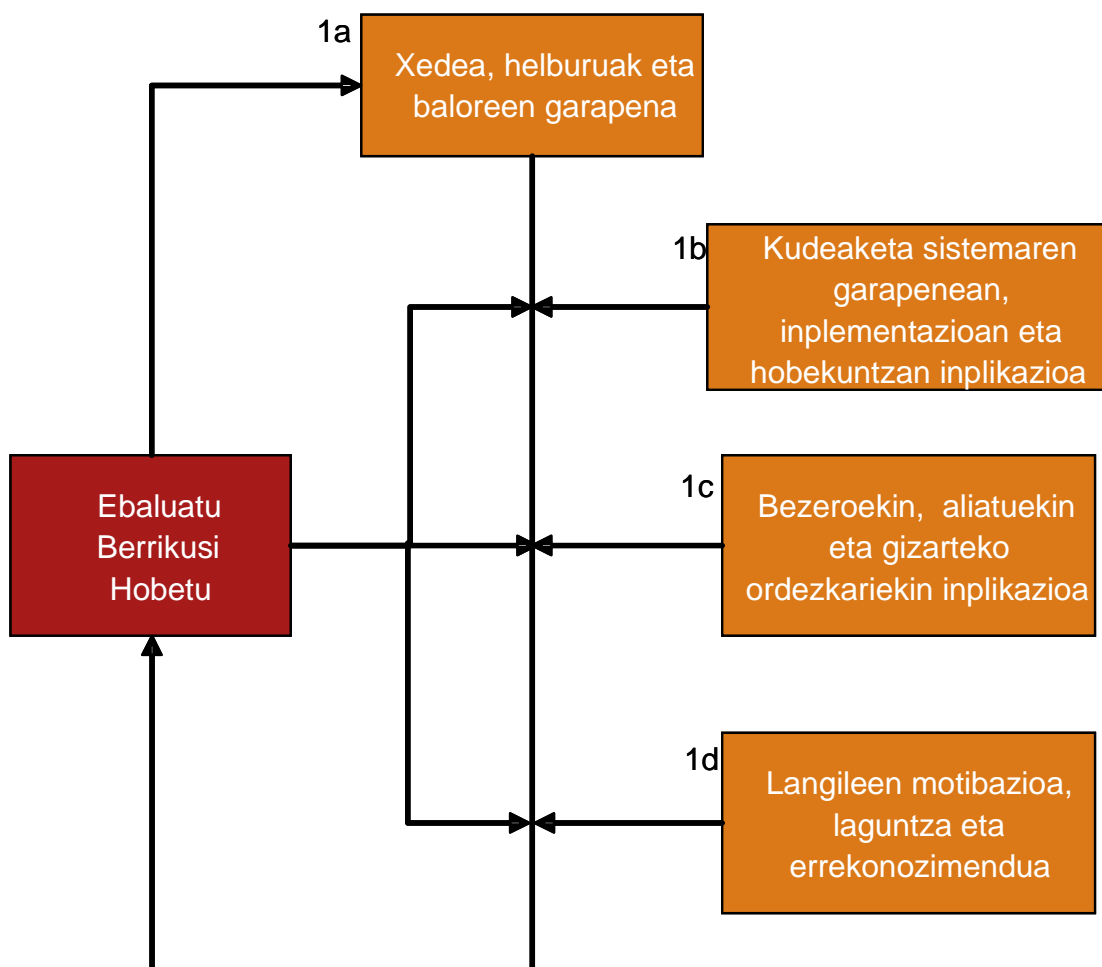 1a
Xedea, helburuak eta
baloreen garapena
1b
Kudeaketa sistemaren
garapenean,
inplementazioan eta
hobekuntzan inplikazioa
Ebaluatu
Berrikusi
Hobetu
1c
Bezeroekin, aliatuekin
eta gizarteko
ordezkariekin inplikazioa
1d
Langileen motibazioa,
laguntza eta
errekonozimendua